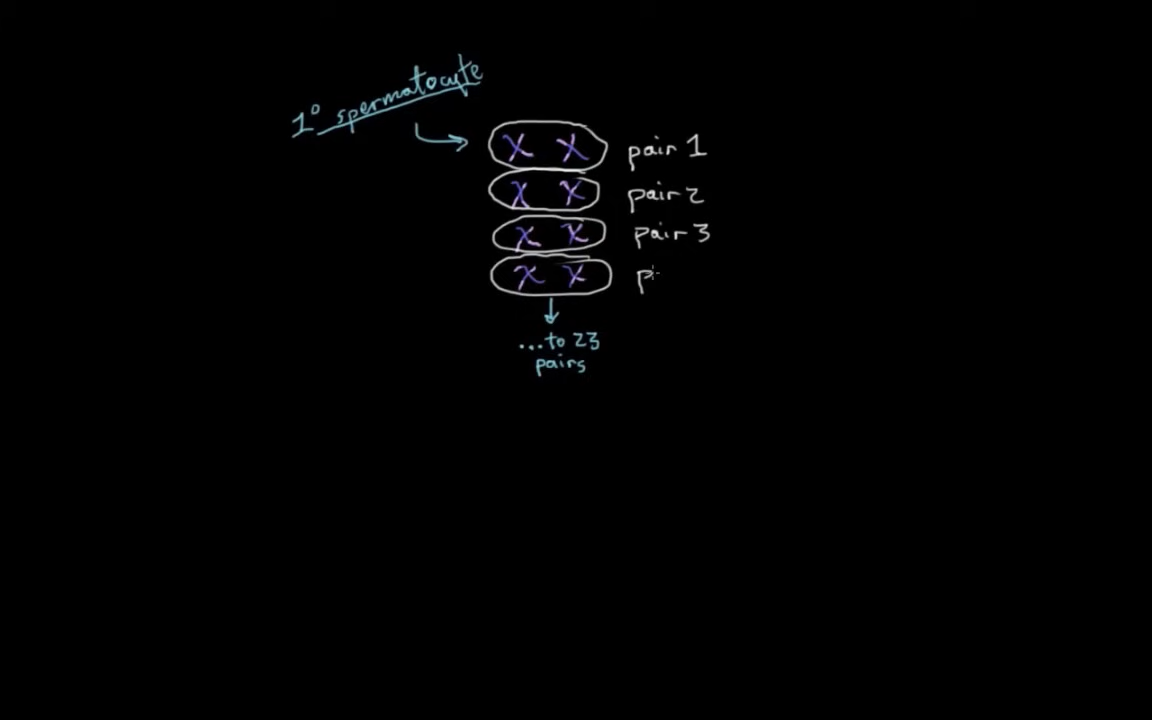 1° spermatocyte
X X pair 1
X X pair 2
X X pair 3
X X p
...to 23
pairs